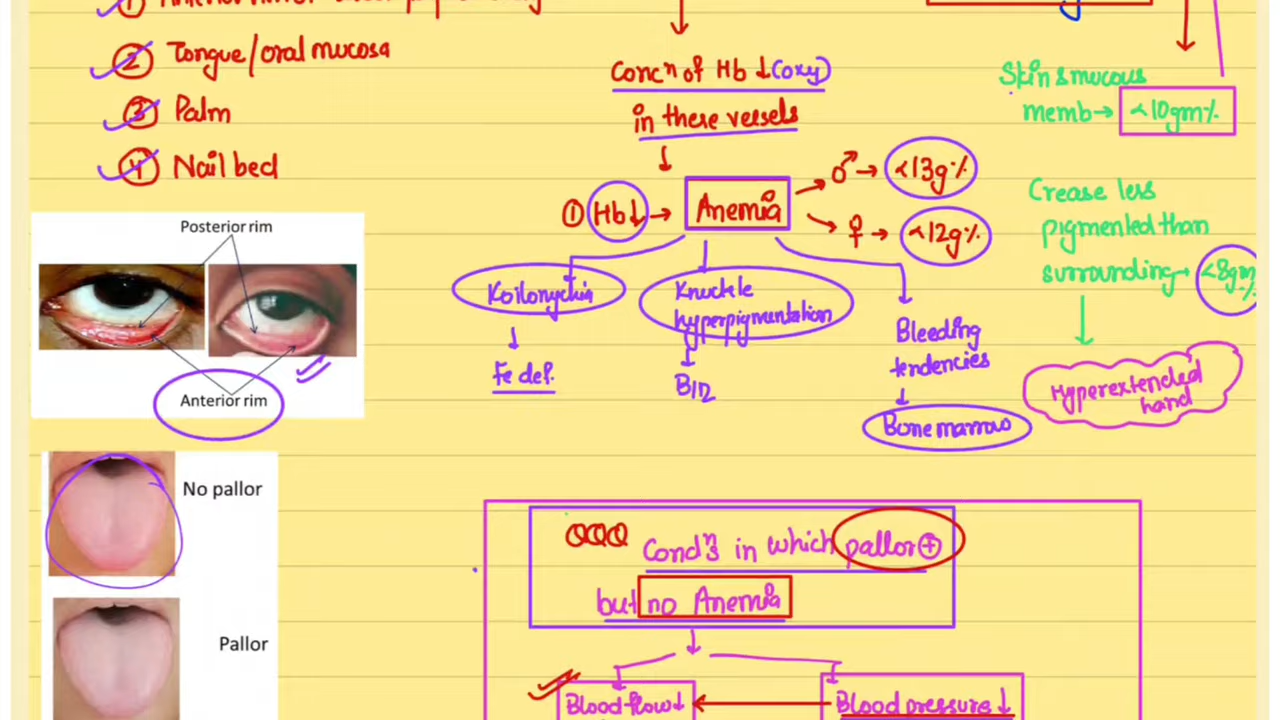 ①
② Tongue/oral mucosa
③ Palm
④ Nail bed
Posterior rim
Anterior rim
No pallor
Pallor
Concⁿ of Hb ↓ (oxy)
in these vessels
① Hb↓ → Anemia
♂ → <13g%
♀ → <12g%
Koilonychia
↓
Fe def.
Knuckle
hyperpigmentation
↓
B12
Bleeding
tendencies
↓
Bone marrow
Skin & mucous
memb → <10gm%
Crease less
pigmented than
surrounding → <8gm%
Hyperextended
hand
QQQ Condⁿs in which pallor ⊕
but no Anemia
Blood flow↓ ← Blood pressure↓